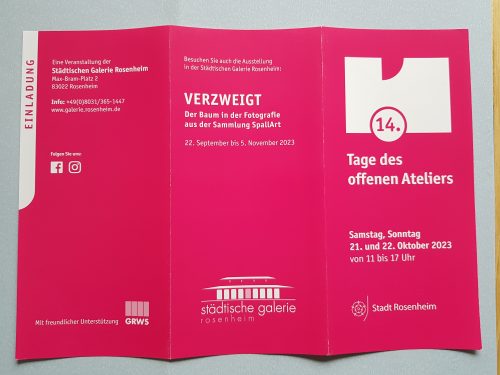 EINLADUNG
Eine Veranstaltung der
Städtischen Galerie Rosenheim
Max-Bram-Platz 2
83022 Rosenheim
Info: +49(0)8031/365-1447
www.galerie.rosenheim.de
Folgen Sie uns:
Mit freundlicher Unterstützung
GRWS
Besuchen Sie auch die Ausstellung
in der Städtischen Galerie Rosenheim:
VERZWEIGT
Der Baum in der Fotografie
aus der Sammlung SpallArt
22. September bis 5. November 2023
städtische galerie
rosenheim
14.
Tage des
offenen Ateliers
Samstag, Sonntag
21. und 22. Oktober 2023
von 11 bis 17 Uhr
Stadt Rosenheim